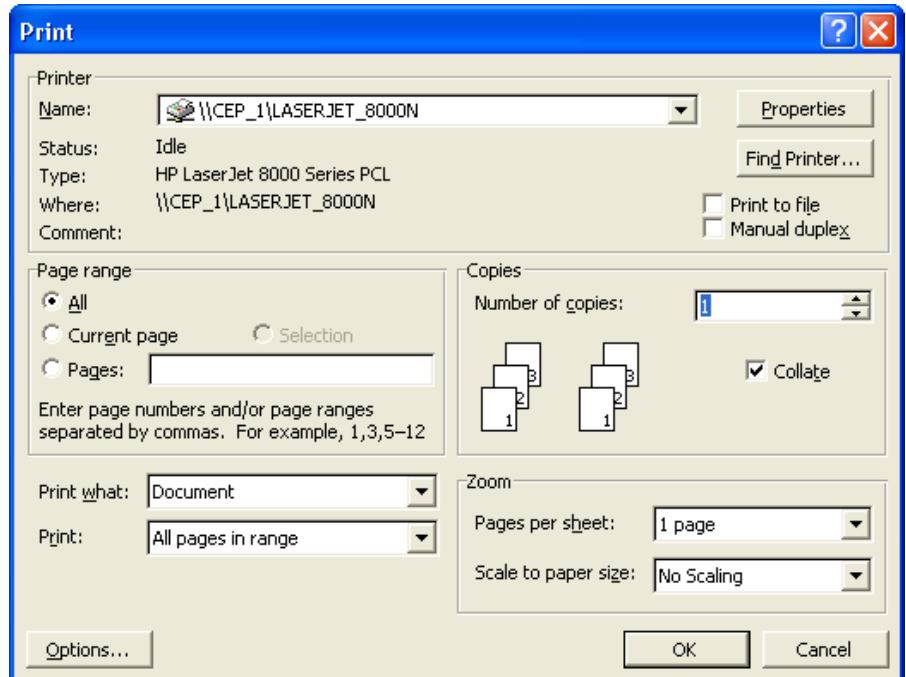 Print
Printer
Name: \\CEP_1\LASERJET_8000N Properties
Status: Idle
Find Printer...
Type: HP LaserJet 8000 Series PCL
Where: \\CEP_1\LASERJET_8000N
Print to file
Comment:
Manual duplex
Page range
All
Current page Selection
Pages:
Enter page numbers and/or page ranges
separated by commas. For example, 1,3,5–12
Copies
Number of copies: 1
3 3
2 2
1 1
Collate
Print what: Document
Print: All pages in range
Zoom
Pages per sheet: 1 page
Scale to paper size: No Scaling
Options... OK Cancel